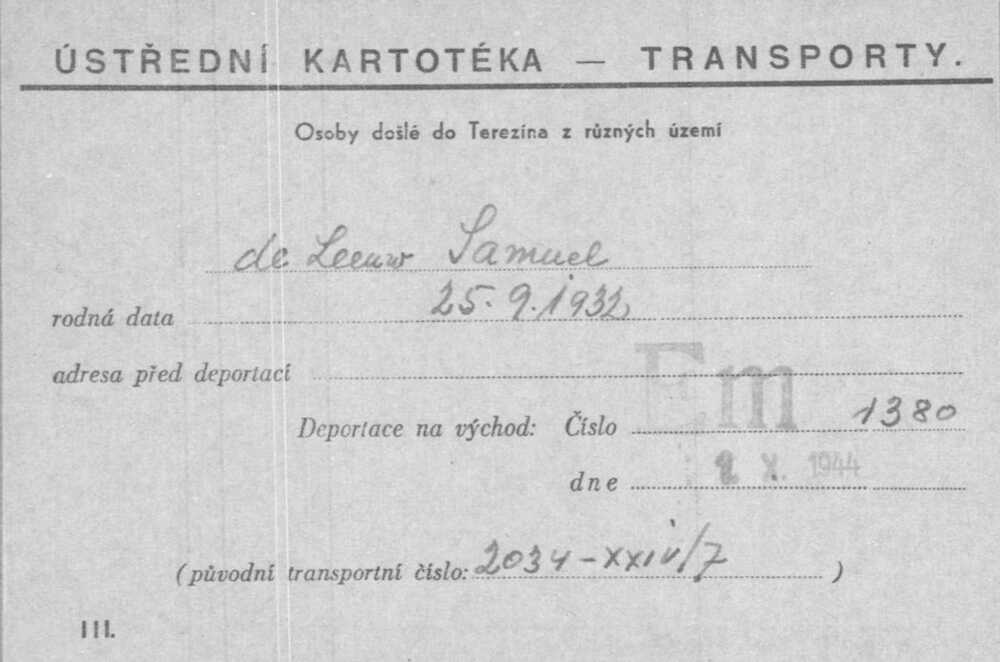 ÚSTŘEDNÍ KARTOTÉKA — TRANSPORTY.
Osoby došlé do Terezína z různých území
de Leeuw Samuel
rodná data 25. 9. 1932
adresa před deportací
Em
Deportace na východ: Číslo 1380
dne X. 1944
(původní transportní číslo: 2034-XXIV/7)
III.